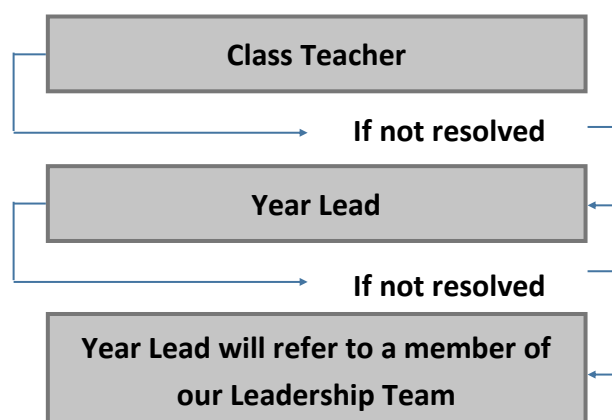 Class Teacher
If not resolved
Year Lead
If not resolved
Year Lead will refer to a member of
our Leadership Team